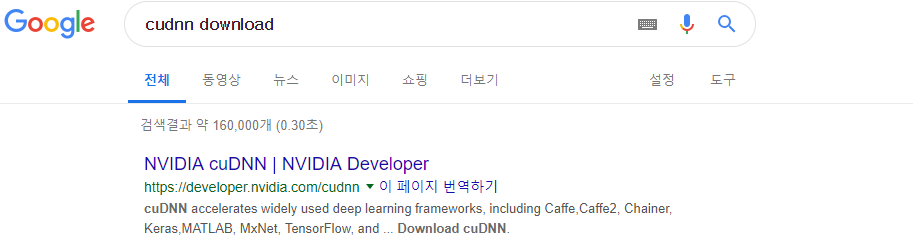 Google cudnn download
전체 동영상 뉴스 이미지 쇼핑 더보기 설정 도구
검색결과 약 160,000개 (0.30초)
NVIDIA cuDNN | NVIDIA Developer
https://developer.nvidia.com/cudnn 이 페이지 번역하기
cuDNN accelerates widely used deep learning frameworks, including Caffe,Caffe2, Chainer,
Keras,MATLAB, MxNet, TensorFlow, and ... Download cuDNN.